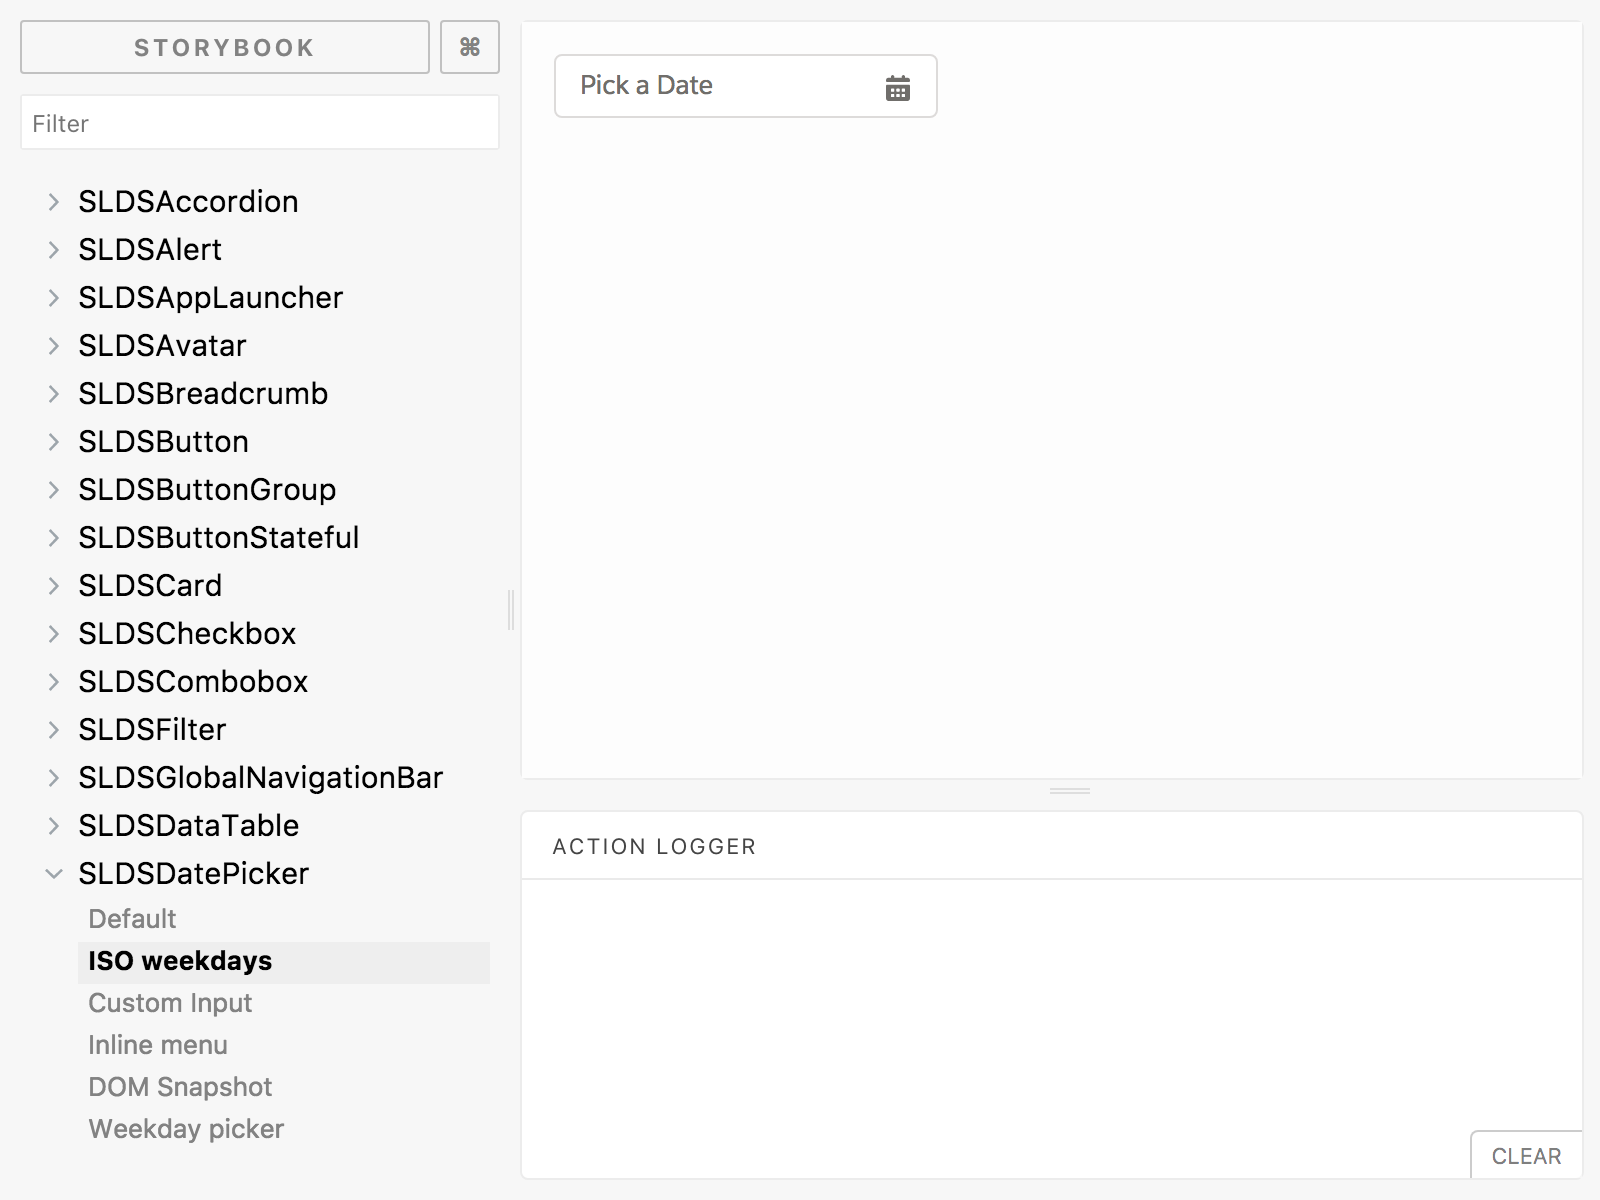 STORYBOOK
⌘
Filter
SLDSAccordion
SLDSAlert
SLDSAppLauncher
SLDSAvatar
SLDSBreadcrumb
SLDSButton
SLDSButtonGroup
SLDSButtonStateful
SLDSCard
SLDSCheckbox
SLDSCombobox
SLDSFilter
SLDSGlobalNavigationBar
SLDSDataTable
SLDSDatePicker
Default
ISO weekdays
Custom Input
Inline menu
DOM Snapshot
Weekday picker
Pick a Date
ACTION LOGGER
CLEAR